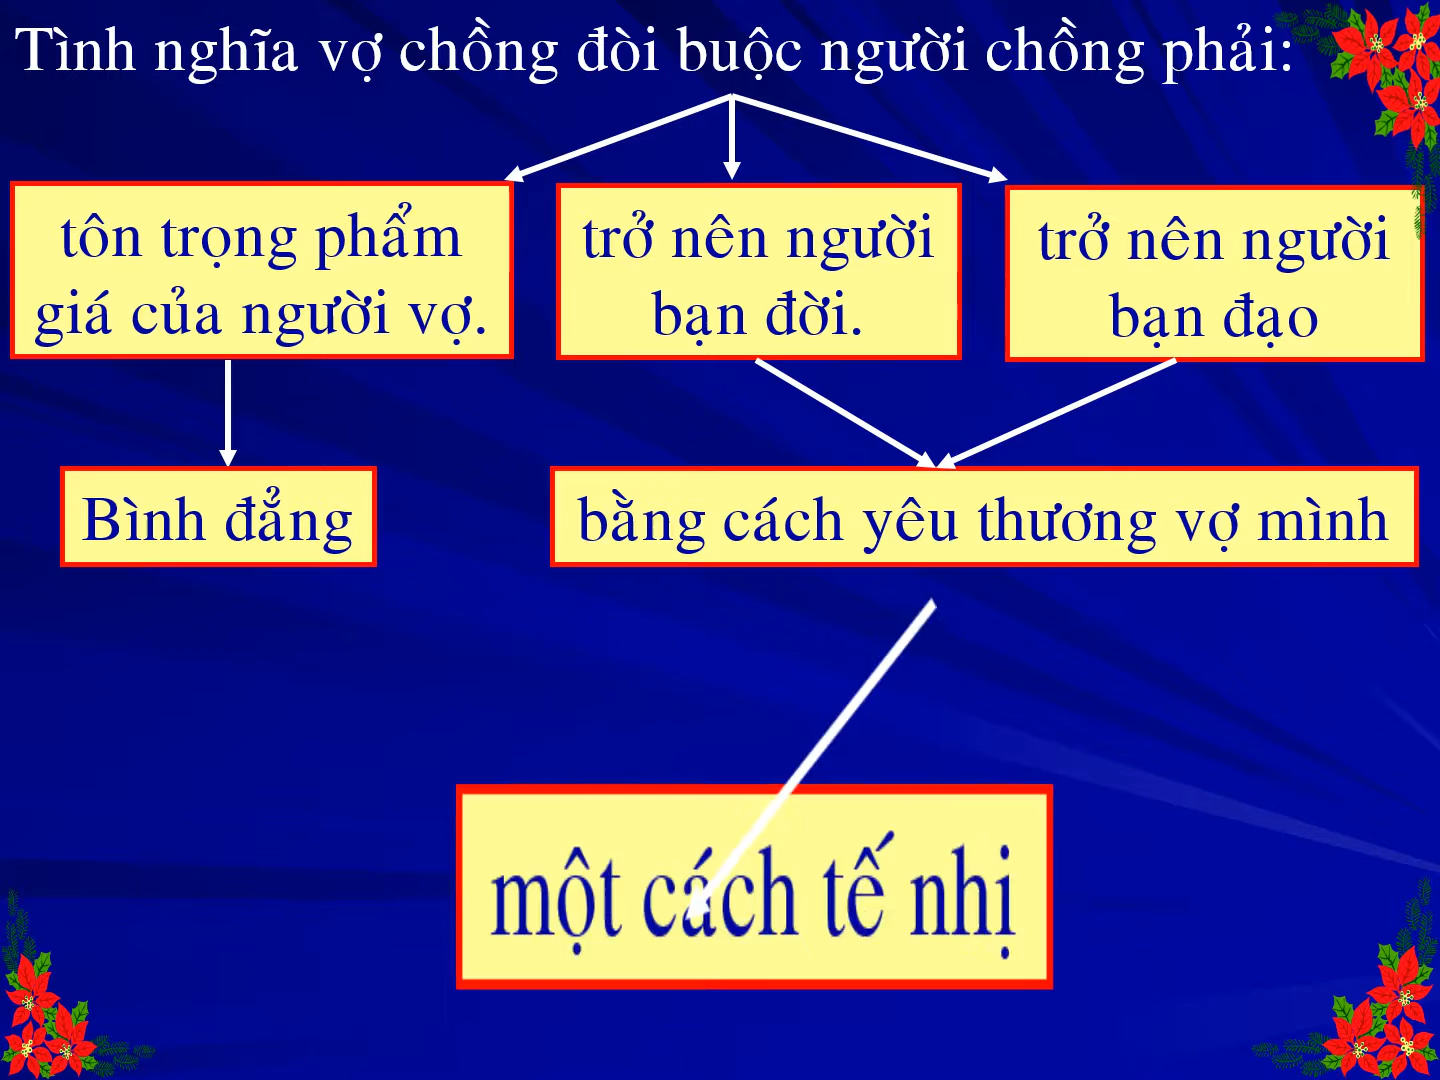 Tình nghĩa vợ chồng đòi buộc người chồng phải:
tôn trọng phẩm
giá của người vợ.
trở nên người
bạn đời.
trở nên người
bạn đạo
Bình đẳng
bằng cách yêu thương vợ mình
một cách tế nhị